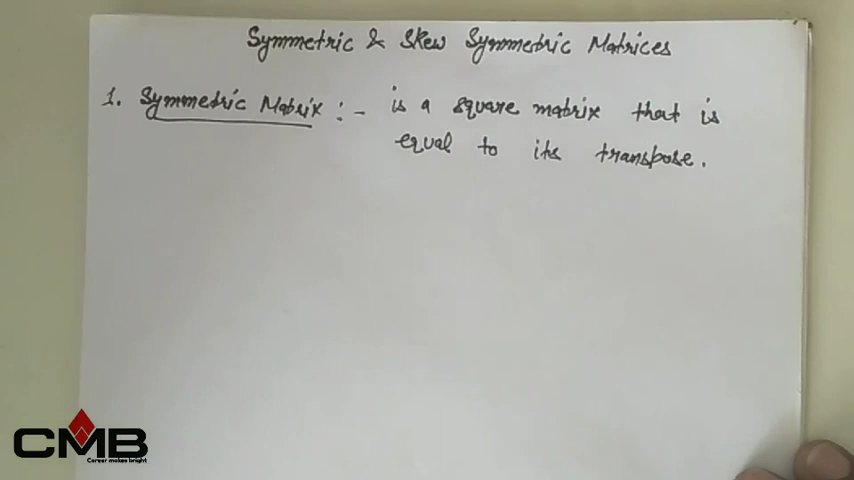 Symmetric & Skew Symmetric Matrices
1. Symmetric Matrix :- is a square matrix that is
equal to its transpose.
CMB
Career makes bright